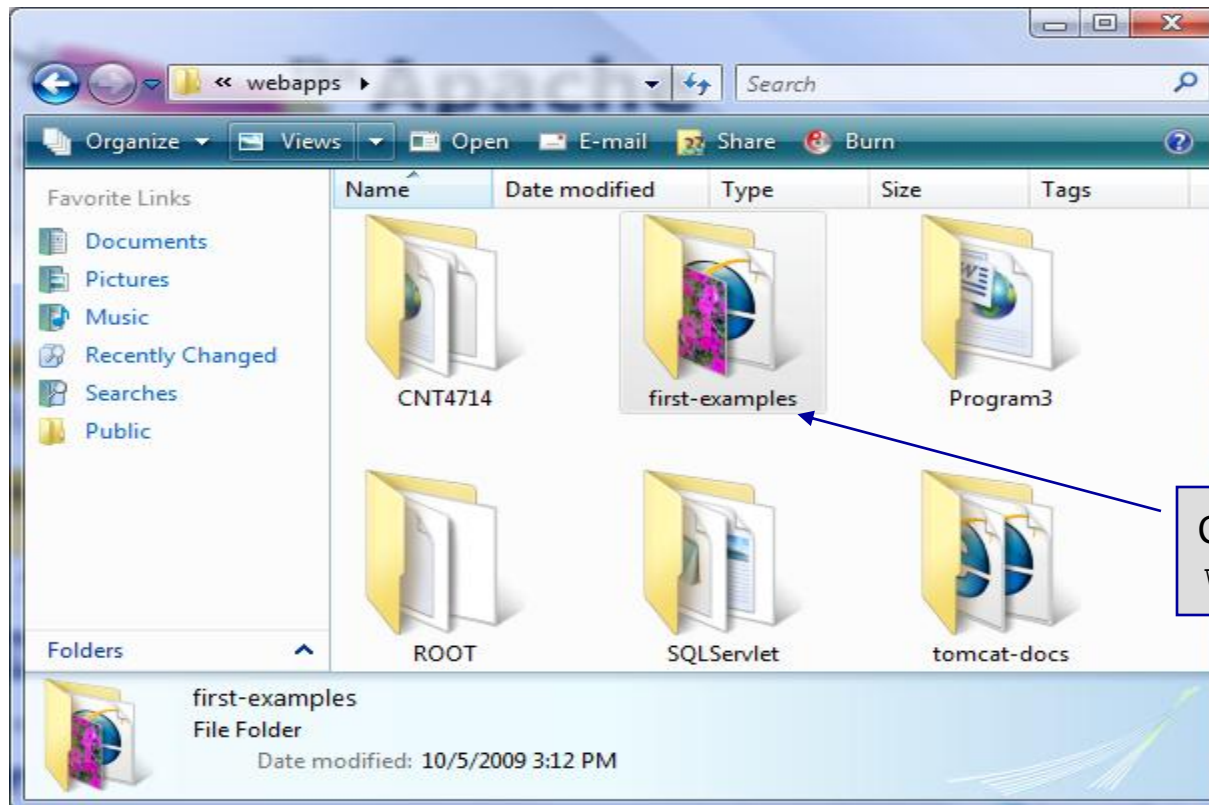 « webapps
Search
Organize Views Open E-mail Share Burn
Favorite Links
Documents
Pictures
Music
Recently Changed
Searches
Public
Folders
Name Date modified Type Size Tags
CNT4714 first-examples Program3
ROOT SQLServlet tomcat-docs
first-examples
File Folder
Date modified: 10/5/2009 3:12 PM